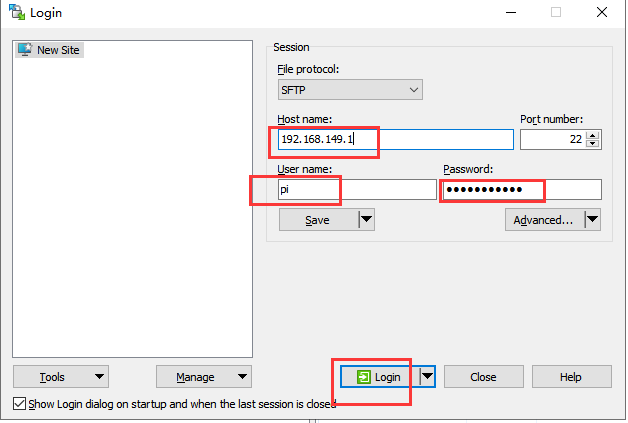 Login
New Site
Session
File protocol:
SFTP
Host name:
Port number:
192.168.149.1
22
User name:
Password:
pi
●●●●●●●●●●●
Save
Advanced...
Tools
Manage
Login
Close
Help
Show Login dialog on startup and when the last session is closed